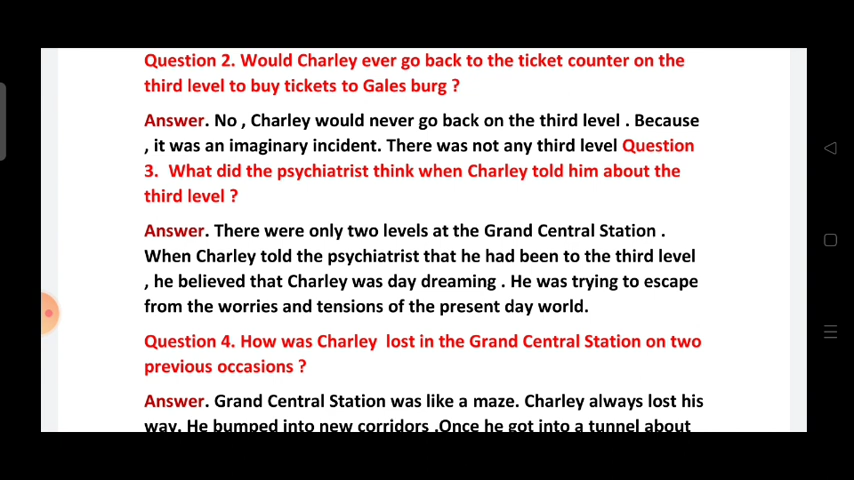 Question 2. Would Charley ever go back to the ticket counter on the
third level to buy tickets to Gales burg ?
Answer. No , Charley would never go back on the third level . Because
, it was an imaginary incident. There was not any third level Question
3. What did the psychiatrist think when Charley told him about the
third level ?
Answer. There were only two levels at the Grand Central Station .
When Charley told the psychiatrist that he had been to the third level
, he believed that Charley was day dreaming . He was trying to escape
from the worries and tensions of the present day world.
Question 4. How was Charley lost in the Grand Central Station on two
previous occasions ?
Answer. Grand Central Station was like a maze. Charley always lost his
way. He bumped into new corridors .Once he got into a tunnel about